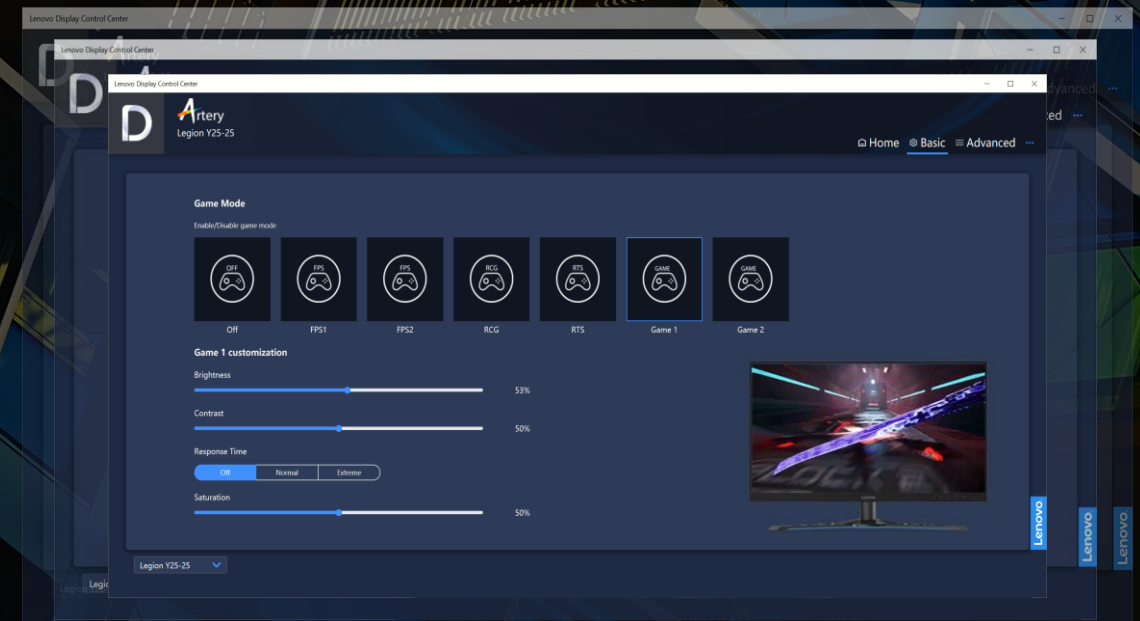 Lenovo Display Control Center
Lenovo Display Control Center
Lenovo Display Control Center
D
D
D
Artery
Legion Y25-25
Home Basic Advanced ...
dvanced ...
ed ...
Game Mode
Enable/Disable game mode
OFF FPS FPS RCG RTS GAME GAME
Off FPS1 FPS2 RCG RTS Game 1 Game 2
Game 1 customization
Brightness
53%
Contrast
50%
Response Time
Off Normal Extreme
Saturation
50%
Lenovo
Lenovo
Lenovo
Legion Y25-25
Legio